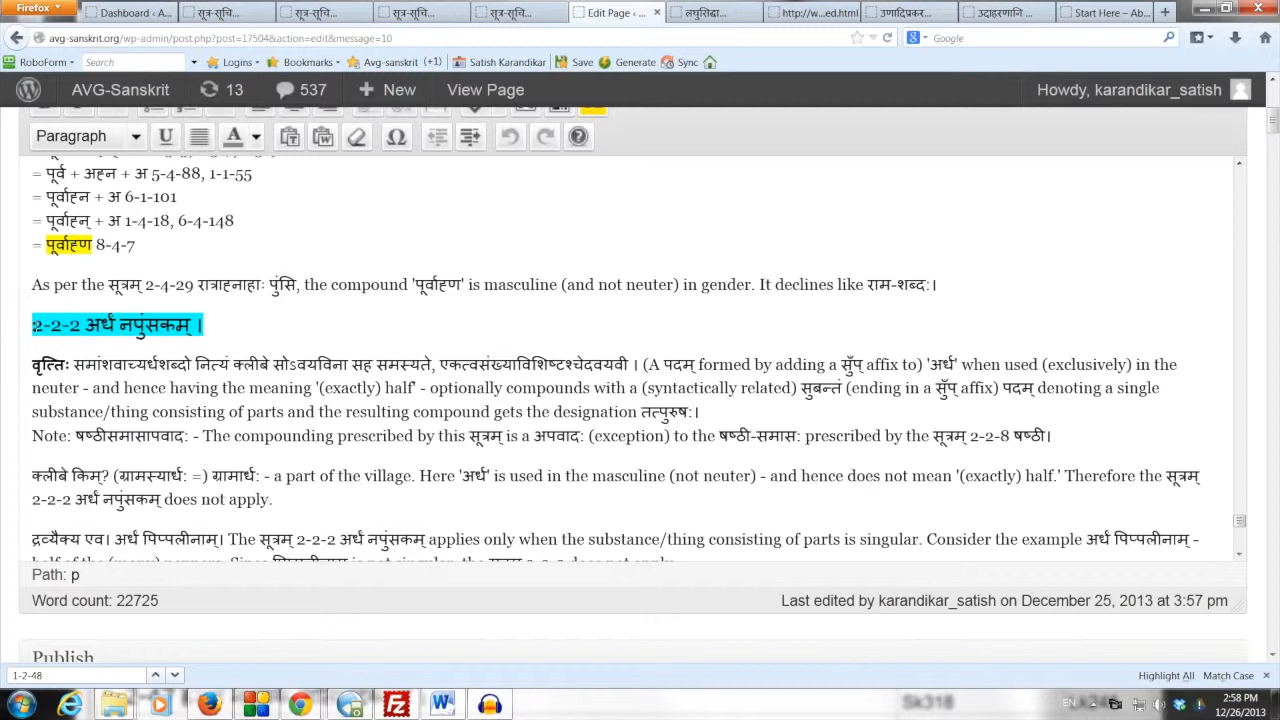 Firefox
Dashboard ‹ A...
सूत्र-सूचि...
सूत्र-सूचि...
सूत्र-सूचि...
सूत्र-सूचि...
Edit Page ‹ ...
लघुसिद्धा...
http://w...ed.html
उणादिप्रकर...
उदाहरणानि ...
Start Here – Ab...
avg-sanskrit.org/wp-admin/post.php?post=17504&action=edit&message=10
Google
RoboForm Search Logins Bookmarks Avg-sanskrit (+1) Satish Karandikar Save Generate Sync
AVG-Sanskrit 13 537 New View Page Howdy, karandikar_satish
Paragraph
= पूर्व + अह्न + अ 5-4-88, 1-1-55
= पूर्वाह्न + अ 6-1-101
= पूर्वाह्न् + अ 1-4-18, 6-4-148
= पूर्वाह्ण 8-4-7
As per the सूत्रम् 2-4-29 रात्राह्नाहाः पुंसि, the compound 'पूर्वाह्ण' is masculine (and not neuter) in gender. It declines like राम-शब्द:।
2-2-2 अर्धं नपुंसकम् ।
वृत्तिः समांशवाच्यर्धशब्दो नित्यं क्लीबे सोऽवयविना सह समस्यते, एकत्वसंख्याविशिष्टश्चेदवयवी । (A पदम् formed by adding a सुँप् affix to) 'अर्ध' when used (exclusively) in the
neuter - and hence having the meaning '(exactly) half' - optionally compounds with a (syntactically related) सुबन्तं (ending in a सुँप् affix) पदम् denoting a single
substance/thing consisting of parts and the resulting compound gets the designation तत्पुरुष:।
Note: षष्ठीसमासापवाद: - The compounding prescribed by this सूत्रम् is a अपवाद: (exception) to the षष्ठी-समास: prescribed by the सूत्रम् 2-2-8 षष्ठी।
क्लीबे किम्? (ग्रामस्यार्ध: =) ग्रामार्ध: - a part of the village. Here 'अर्ध' is used in the masculine (not neuter) - and hence does not mean '(exactly) half.' Therefore the सूत्रम्
2-2-2 अर्धं नपुंसकम् does not apply.
द्रव्यैक्य एव। अर्धं पिप्पलीनाम्। The सूत्रम् 2-2-2 अर्धं नपुंसकम् applies only when the substance/thing consisting of parts is singular. Consider the example अर्धं पिप्पलीनाम् -
Path: p
Word count: 22725 Last edited by karandikar_satish on December 25, 2013 at 3:57 pm
Publish
1-2-48 Highlight All Match Case
Sk318
EN
2:58 PM
12/26/2013